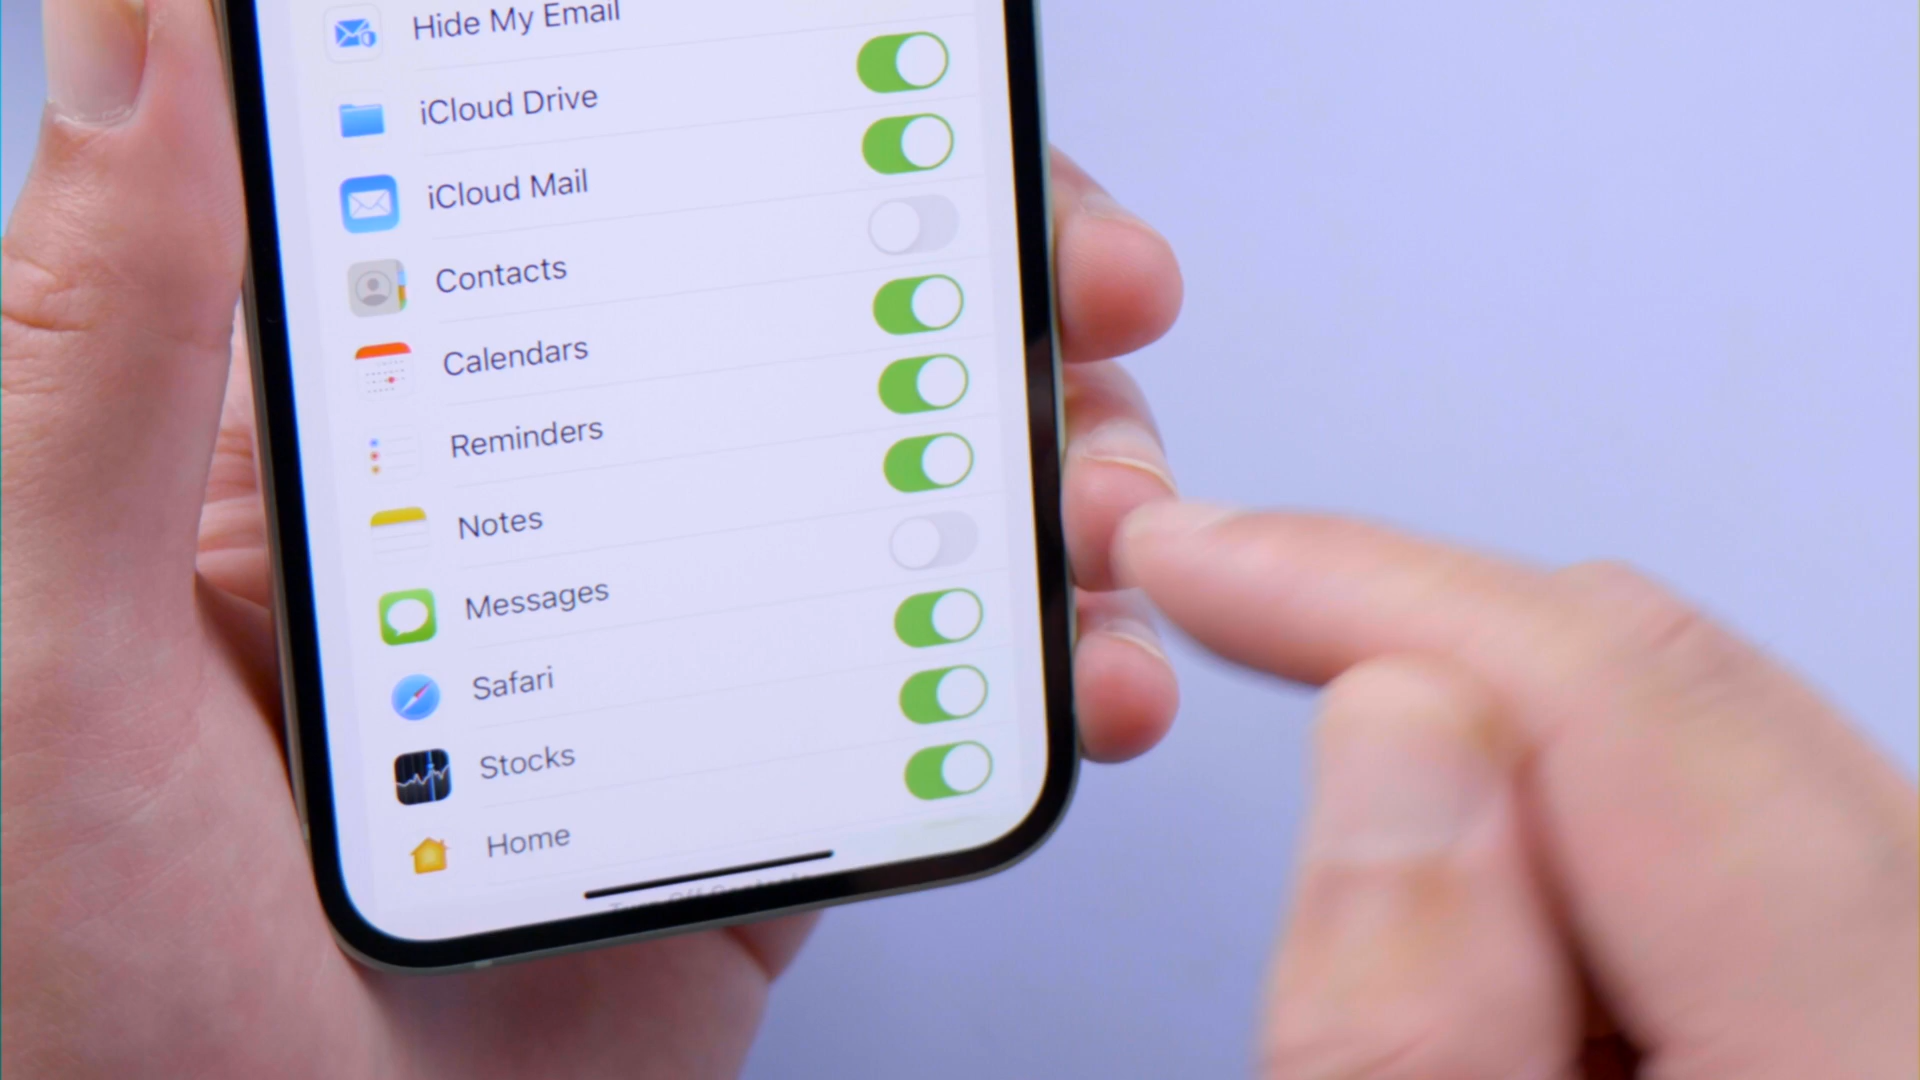 Hide My Email
iCloud Drive
iCloud Mail
Contacts
Calendars
Reminders
Notes
Messages
Safari
Stocks
Home